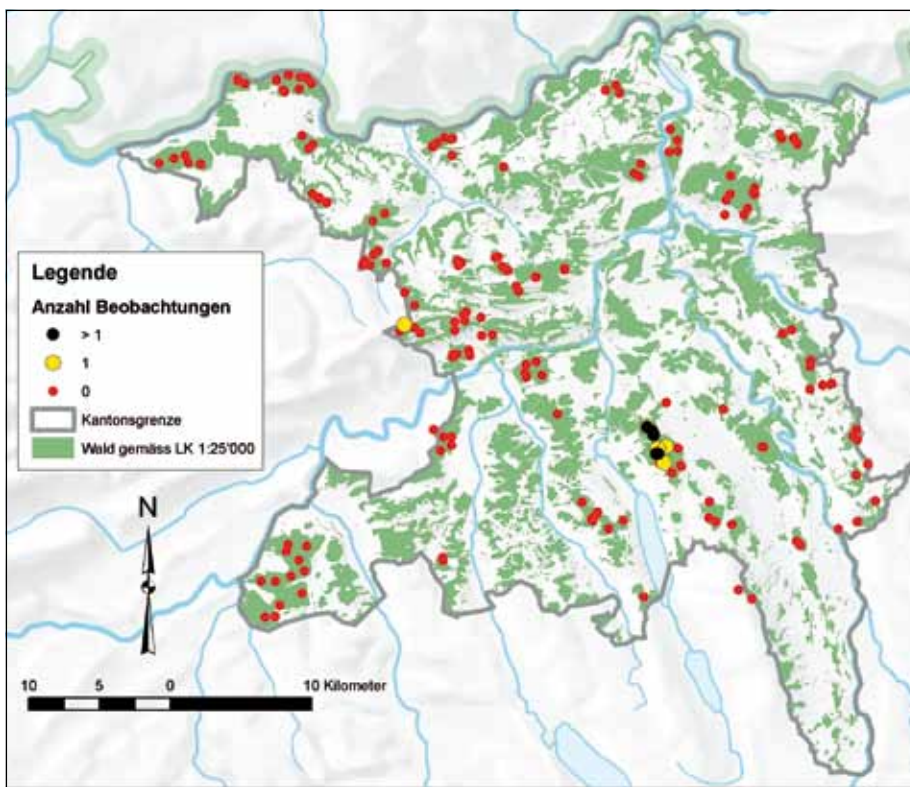 Legende
Anzahl Beobachtungen
> 1
1
0
Kantonsgrenze
Wald gemäss LK 1:25'000
N
10 5 0 10 Kilometer